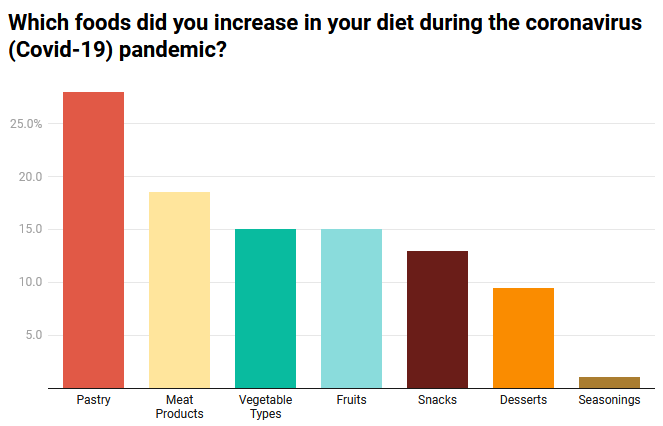 Which foods did you increase in your diet during the coronavirus
(Covid-19) pandemic?
25.0%
20.0
15.0
10.0
5.0
Pastry
Meat
Products
Vegetable
Types
Fruits
Snacks
Desserts
Seasonings